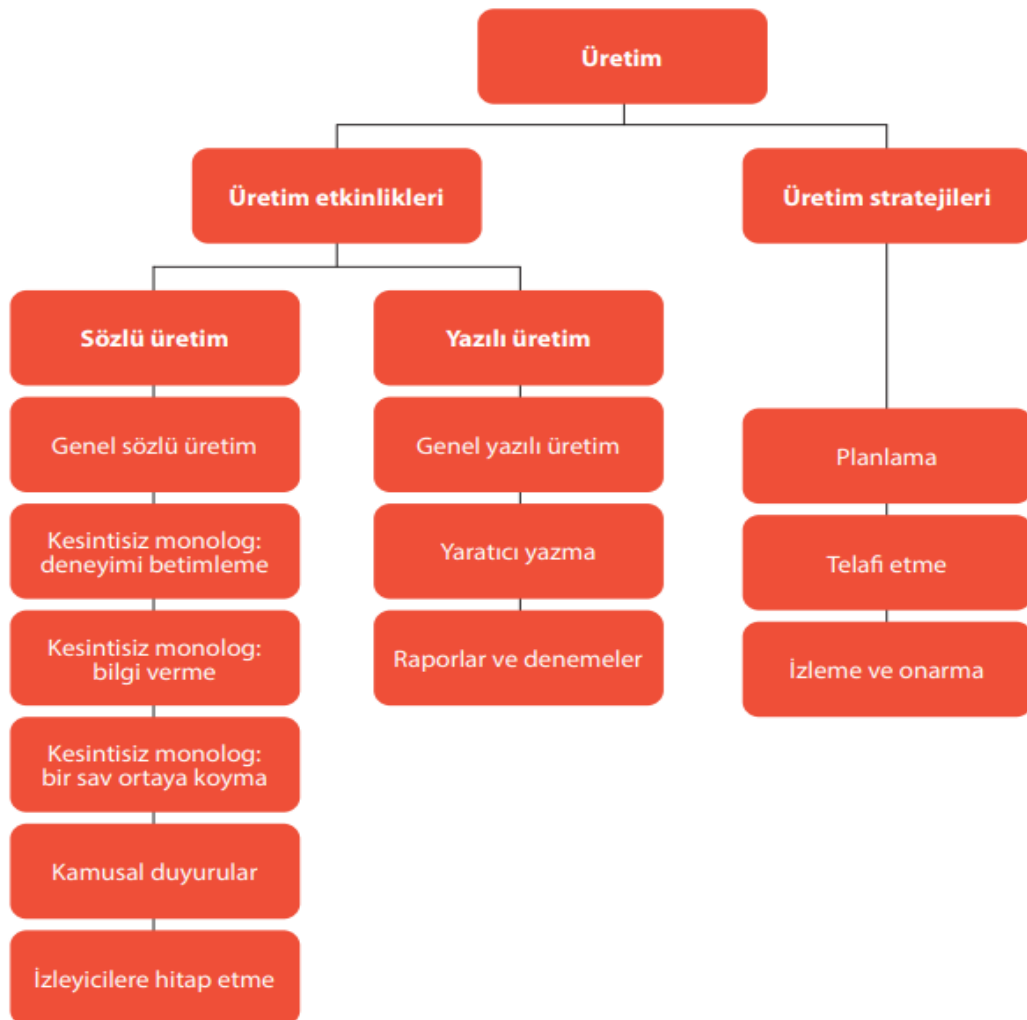 Üretim
Üretim etkinlikleri
Üretim stratejileri
Sözlü üretim
Yazılı üretim
Genel sözlü üretim
Genel yazılı üretim
Planlama
Kesintisiz monolog:
deneyimi betimleme
Yaratıcı yazma
Telafi etme
Kesintisiz monolog:
bilgi verme
Raporlar ve denemeler
İzleme ve onarma
Kesintisiz monolog:
bir sav ortaya koyma
Kamusal duyurular
İzleyicilere hitap etme